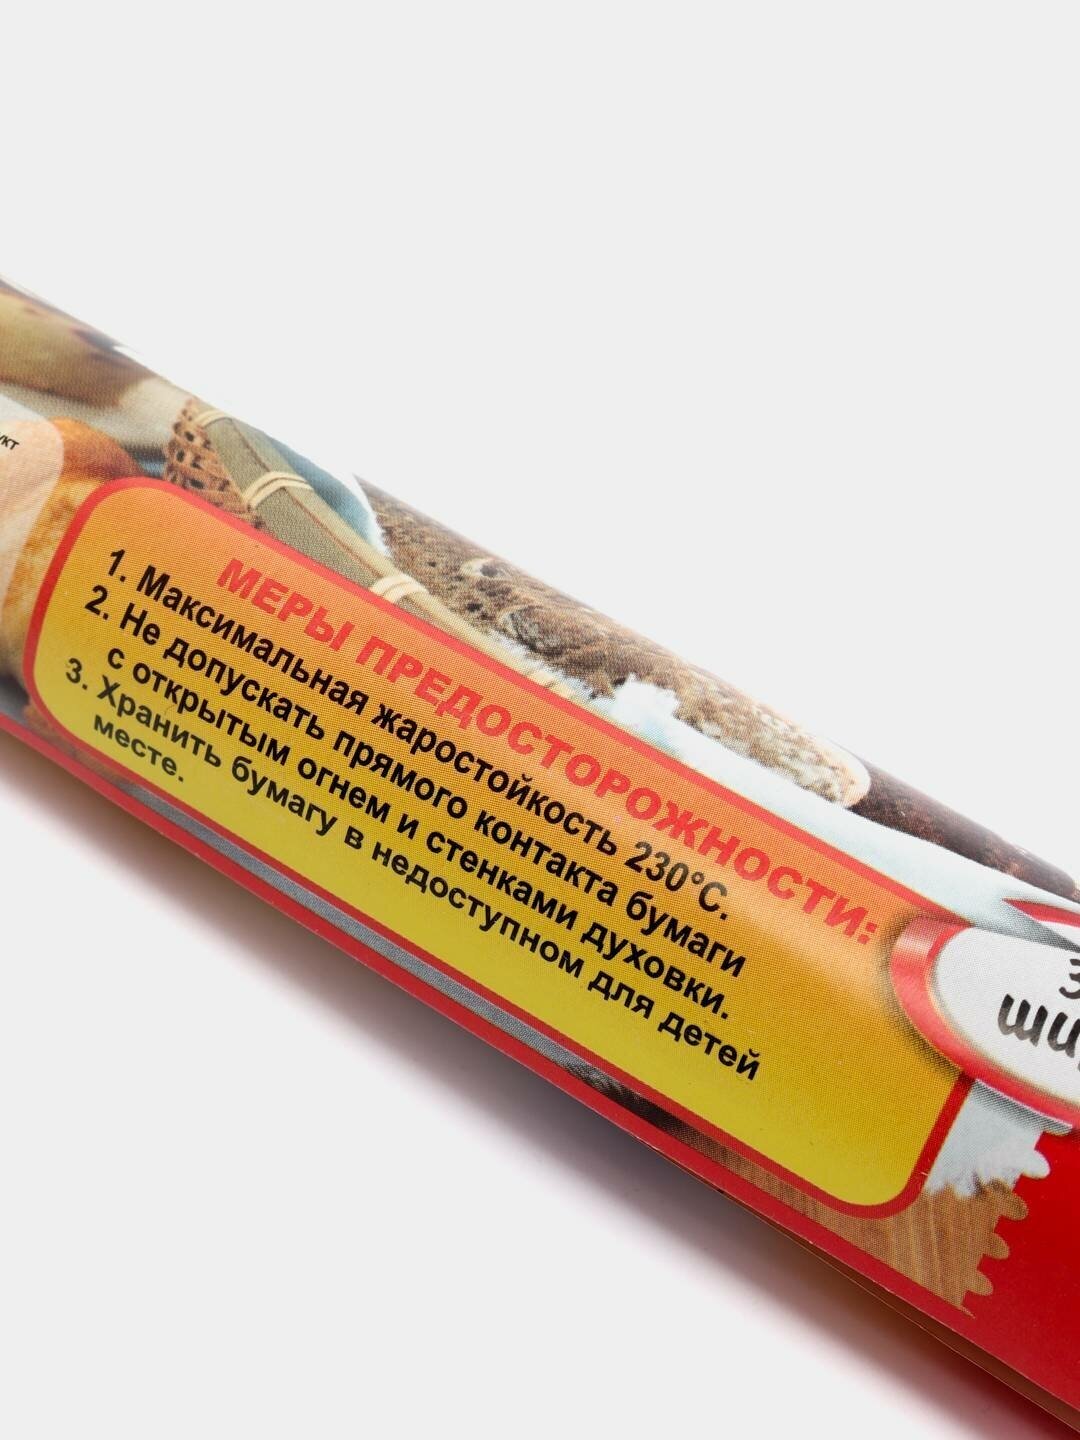 МЕРЫ ПРЕДОСТОРОЖНОСТИ:
1. Максимальная жаростойкость 230°С.
2. Не допускать прямого контакта бумаги
с открытым огнем и стенками духовки.
3. Хранить бумагу в недоступном для детей
месте.